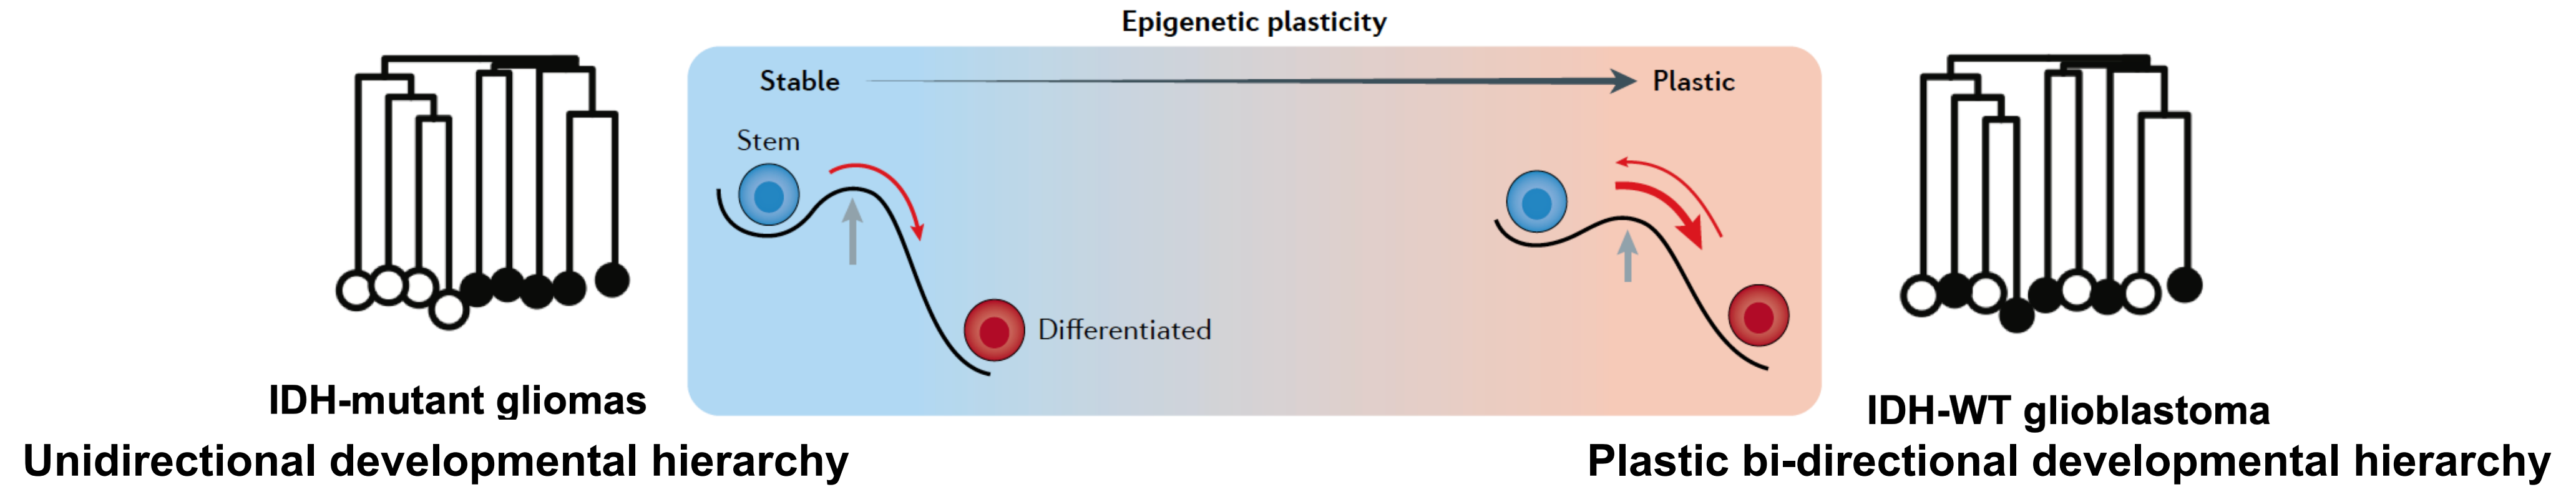 Epigenetic plasticity
Stable
Plastic
Stem
Differentiated
IDH-mutant gliomas
Unidirectional developmental hierarchy
IDH-WT glioblastoma
Plastic bi-directional developmental hierarchy